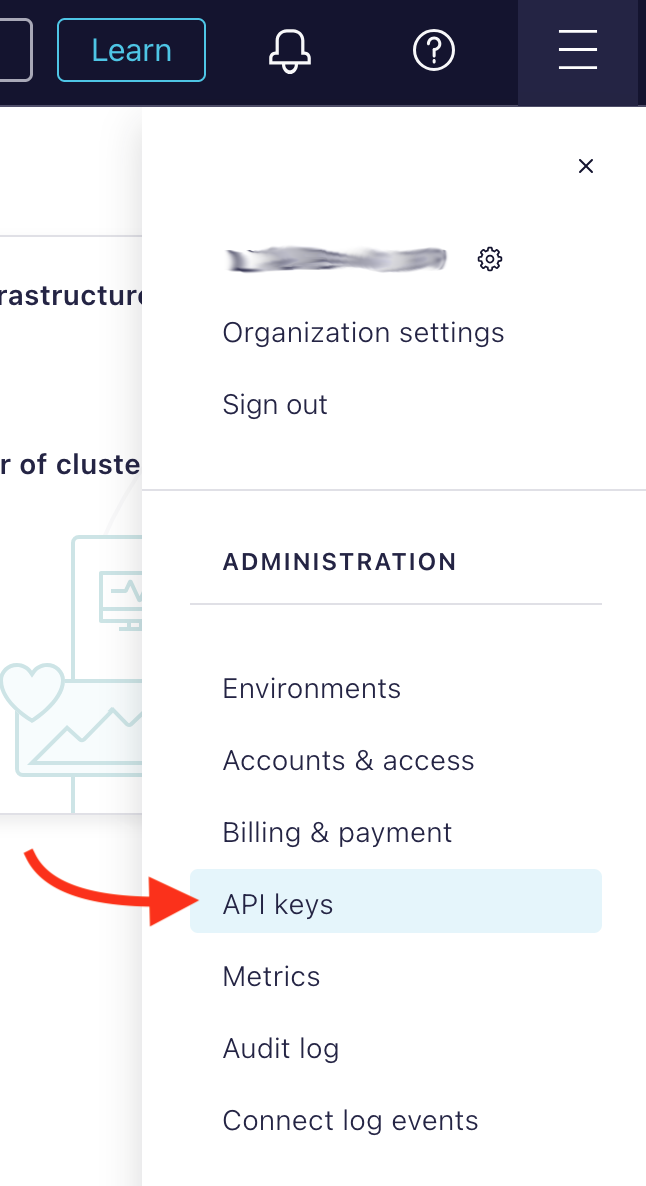 Learn
Organization settings
Sign out
ADMINISTRATION
Environments
Accounts & access
Billing & payment
API keys
Metrics
Audit log
Connect log events
rastructure
r of cluste